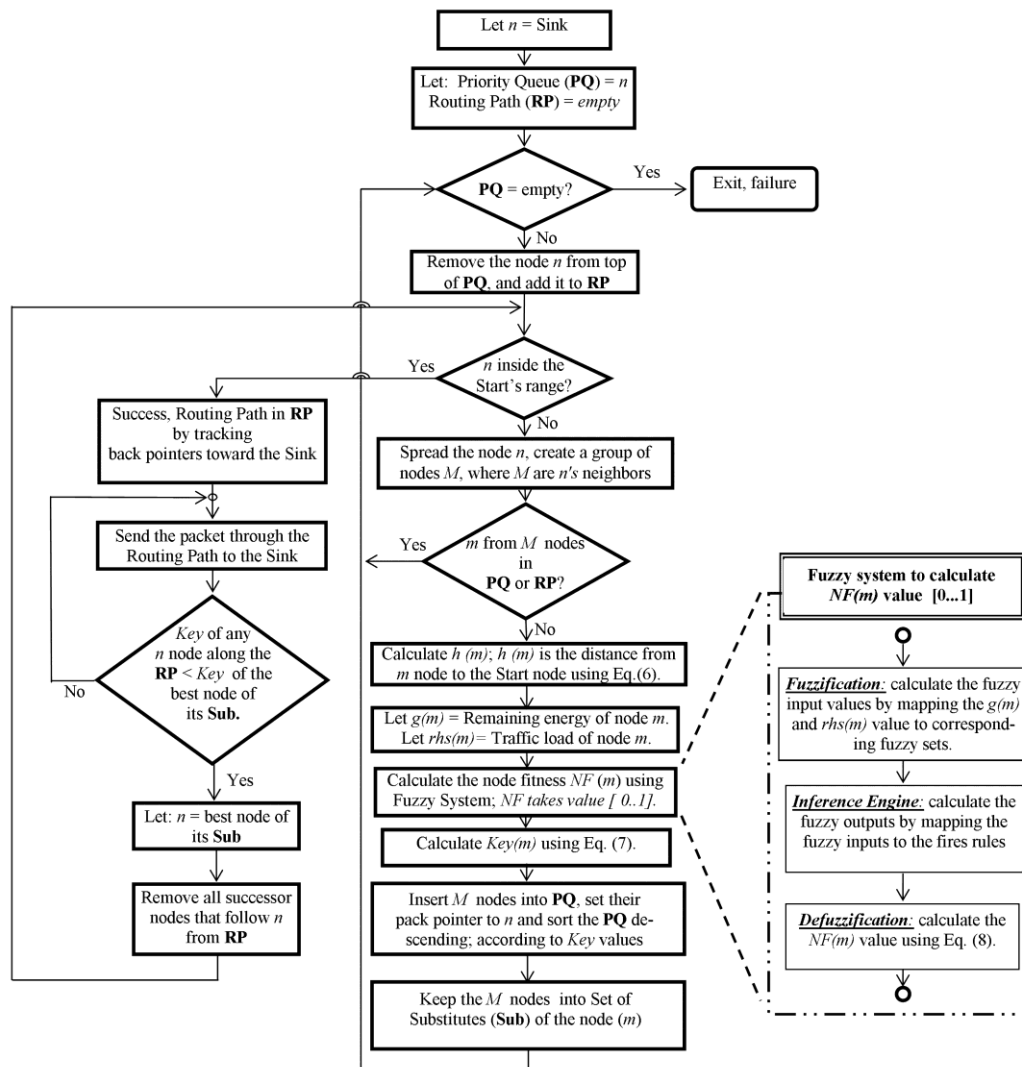 Let n = Sink
Let: Priority Queue (PQ) = n
Routing Path (RP) = empty
PQ = empty?
Yes
Exit, failure
No
Remove the node n from top
of PQ, and add it to RP
n inside the
Start's range?
Yes
No
Success, Routing Path in RP
by tracking
back pointers toward the Sink
Send the packet through the
Routing Path to the Sink
Key of any
n node along the
RP < Key of the
best node of
its Sub.
No
Yes
Let: n = best node of
its Sub
Remove all successor
nodes that follow n
from RP
Spread the node n, create a group of
nodes M, where M are n's neighbors
m from M nodes
in
PQ or RP?
Yes
No
Calculate h (m); h (m) is the distance from
m node to the Start node using Eq.(6).
Let g(m) = Remaining energy of node m.
Let rhs(m)= Traffic load of node m.
Calculate the node fitness NF (m) using
Fuzzy System; NF takes value [ 0..1].
Calculate Key(m) using Eq. (7).
Insert M nodes into PQ, set their
pack pointer to n and sort the PQ de-
scending; according to Key values
Keep the M nodes into Set of
Substitutes (Sub) of the node (m)
Fuzzy system to calculate
NF(m) value [0...1]
Fuzzification: calculate the fuzzy
input values by mapping the g(m)
and rhs(m) value to correspond-
ing fuzzy sets.
Inference Engine: calculate the
fuzzy outputs by mapping the
fuzzy inputs to the fires rules
Defuzzification: calculate the
NF(m) value using Eq. (8).